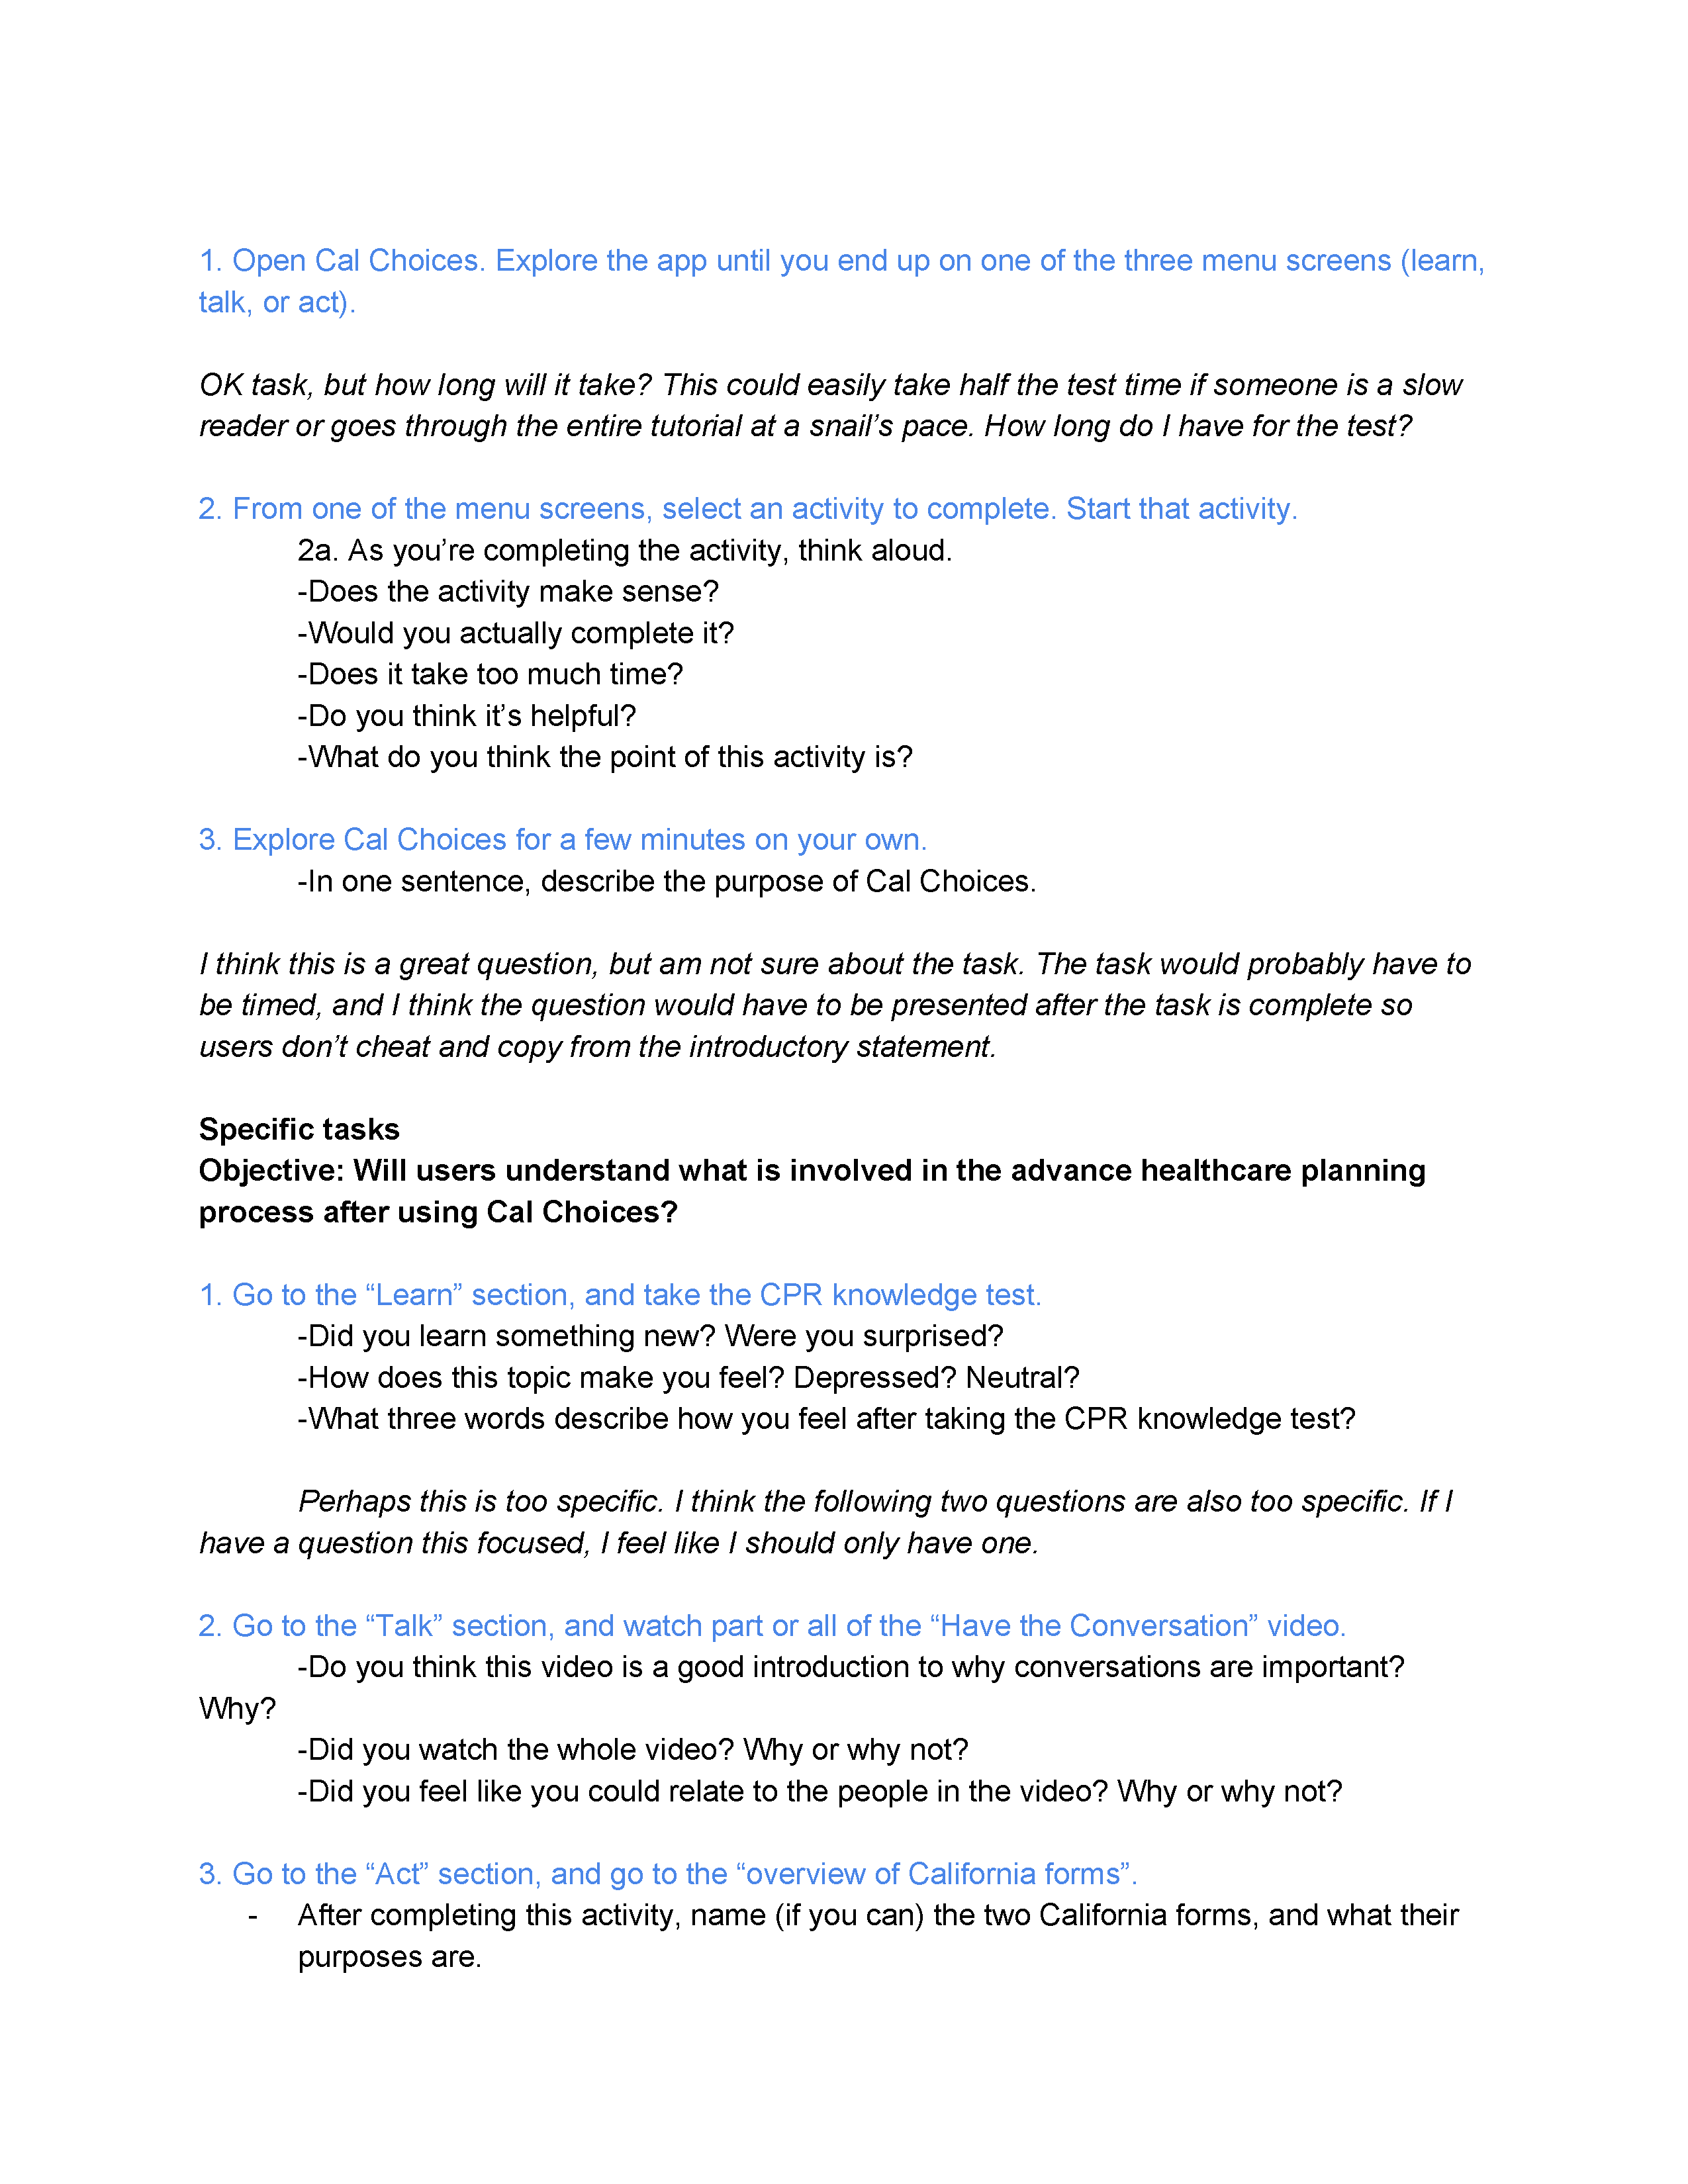 1. Open Cal Choices. Explore the app until you end up on one of the three menu screens (learn,
talk, or act).
OK task, but how long will it take? This could easily take half the test time if someone is a slow
reader or goes through the entire tutorial at a snail’s pace. How long do I have for the test?
2. From one of the menu screens, select an activity to complete. Start that activity.
2a. As you’re completing the activity, think aloud.
-Does the activity make sense?
-Would you actually complete it?
-Does it take too much time?
-Do you think it’s helpful?
-What do you think the point of this activity is?
3. Explore Cal Choices for a few minutes on your own.
-In one sentence, describe the purpose of Cal Choices.
I think this is a great question, but am not sure about the task. The task would probably have to
be timed, and I think the question would have to be presented after the task is complete so
users don’t cheat and copy from the introductory statement.
Specific tasks
Objective: Will users understand what is involved in the advance healthcare planning
process after using Cal Choices?
1. Go to the “Learn” section, and take the CPR knowledge test.
-Did you learn something new? Were you surprised?
-How does this topic make you feel? Depressed? Neutral?
-What three words describe how you feel after taking the CPR knowledge test?
Perhaps this is too specific. I think the following two questions are also too specific. If I
have a question this focused, I feel like I should only have one.
2. Go to the “Talk” section, and watch part or all of the “Have the Conversation” video.
-Do you think this video is a good introduction to why conversations are important?
Why?
-Did you watch the whole video? Why or why not?
-Did you feel like you could relate to the people in the video? Why or why not?
3. Go to the “Act” section, and go to the “overview of California forms”.
- After completing this activity, name (if you can) the two California forms, and what their
purposes are.